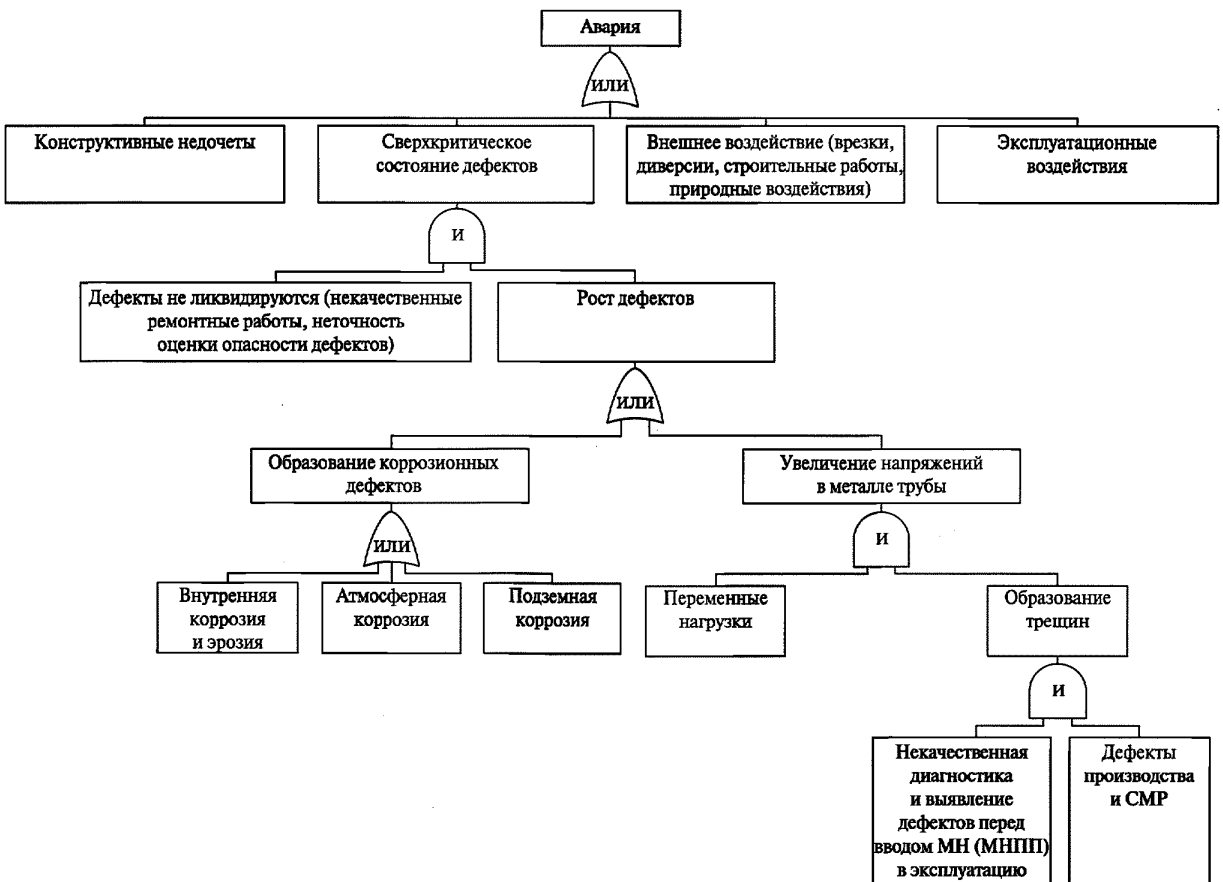 Авария
ИЛИ
Конструктивные недочеты
Сверхкритическое
состояние дефектов
Внешнее воздействие (врезки,
диверсии, строительные работы,
природные воздействия)
Эксплуатационные
воздействия
И
Дефекты не ликвидируются (некачественные
ремонтные работы, неточность
оценки опасности дефектов)
Рост дефектов
ИЛИ
Образование коррозионных
дефектов
Увеличение напряжений
в металле трубы
ИЛИ
И
Внутренняя
коррозия
и эрозия
Атмосферная
коррозия
Подземная
коррозия
Переменные
нагрузки
Образование
трещин
И
Некачественная
диагностика
и выявление
дефектов перед
вводом МН (МНПП)
в эксплуатацию
Дефекты
производства
и СМР